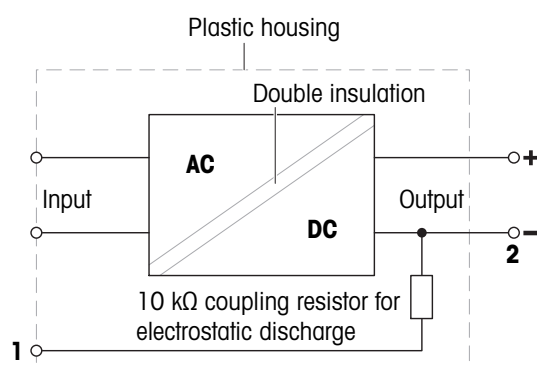 Plastic housing
Double insulation
AC
+
Input
Output
DC
−
2
10 kΩ coupling resistor for
electrostatic discharge
1